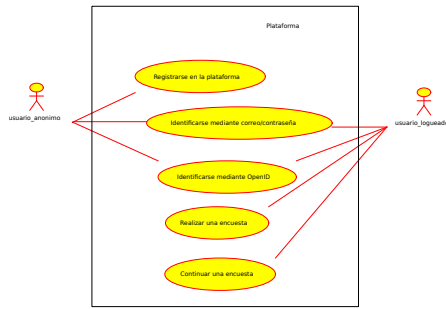 Plataforma
Registrarse en la plataforma
usuario_anonimo
Identificarse mediante correo/contraseña
usuario_logueado
Identificarse mediante OpenID
Realizar una encuesta
Continuar una encuesta